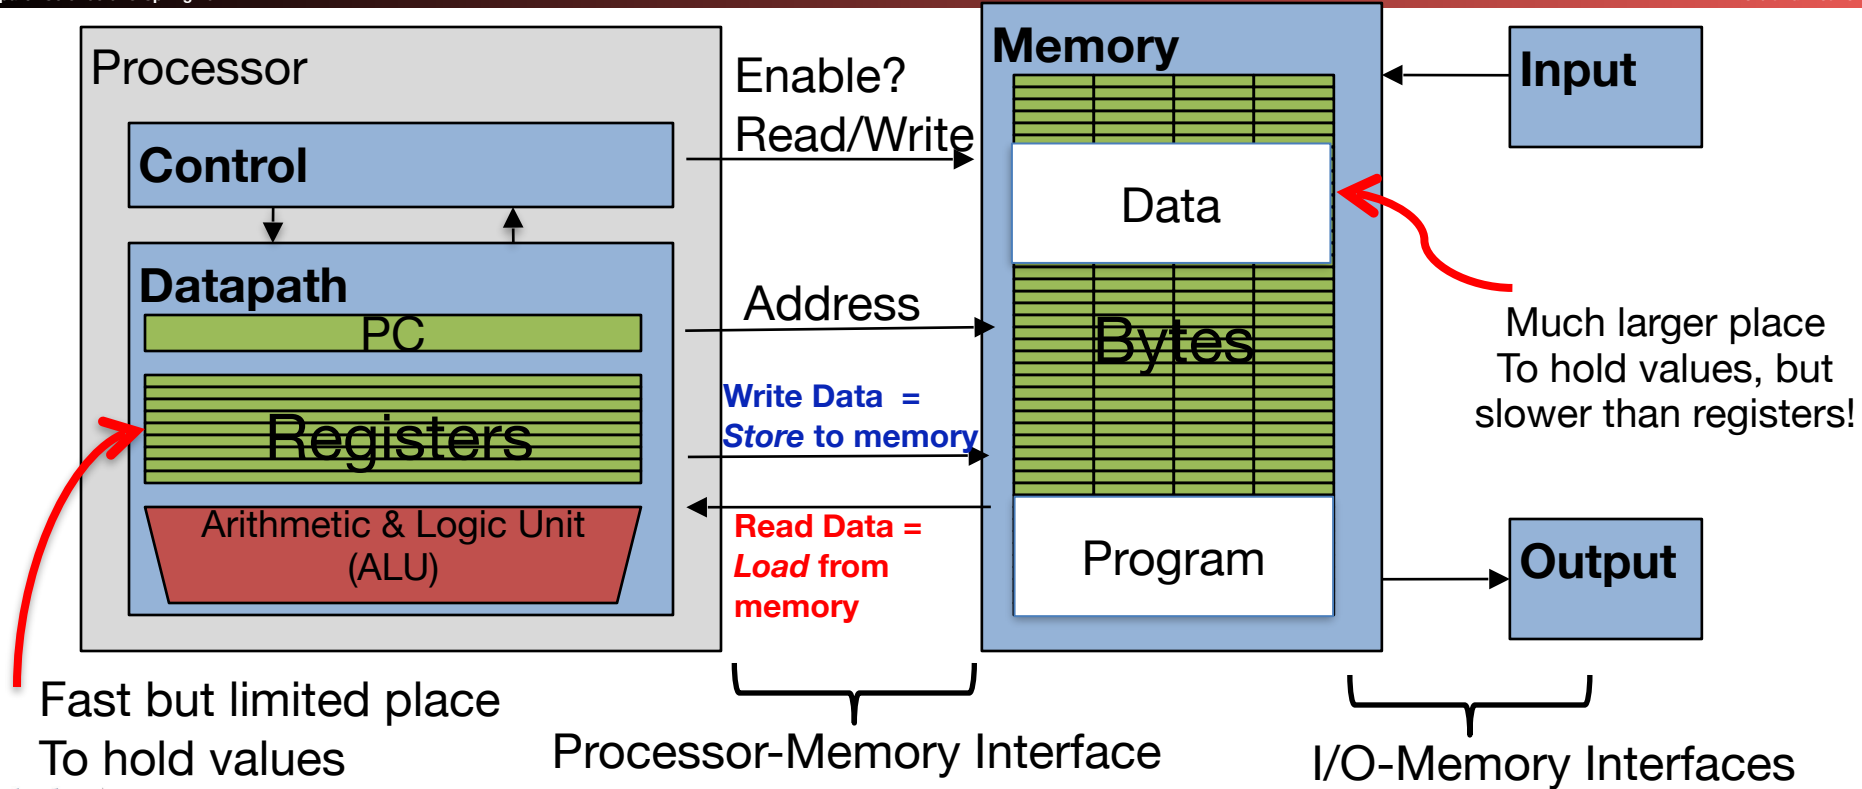 Processor
Control
Datapath
PC
Registers
Arithmetic & Logic Unit
(ALU)
Enable?
Read/Write
Address
Write Data =
Store to memory
Read Data =
Load from
memory
Memory
Data
Bytes
Program
Input
Output
Much larger place
To hold values, but
slower than registers!
Fast but limited place
To hold values
Processor-Memory Interface
I/O-Memory Interfaces